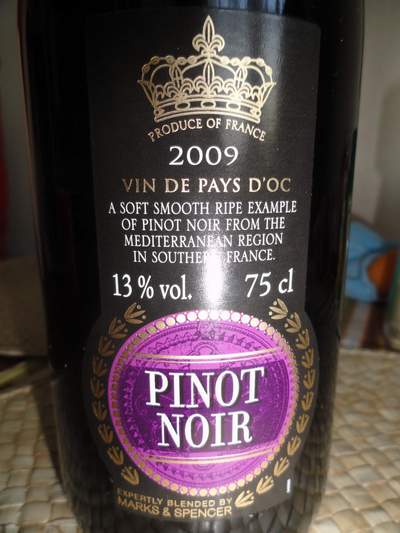 PRODUCE OF FRANCE
2009
VIN DE PAYS D'OC
A SOFT SMOOTH RIPE EXAMPLE
OF PINOT NOIR FROM THE
MEDITERRANEAN REGION
IN SOUTHERN FRANCE.
13% vol. 75 cl
PINOT
NOIR
EXPERTLY BLENDED BY
MARKS & SPENCER